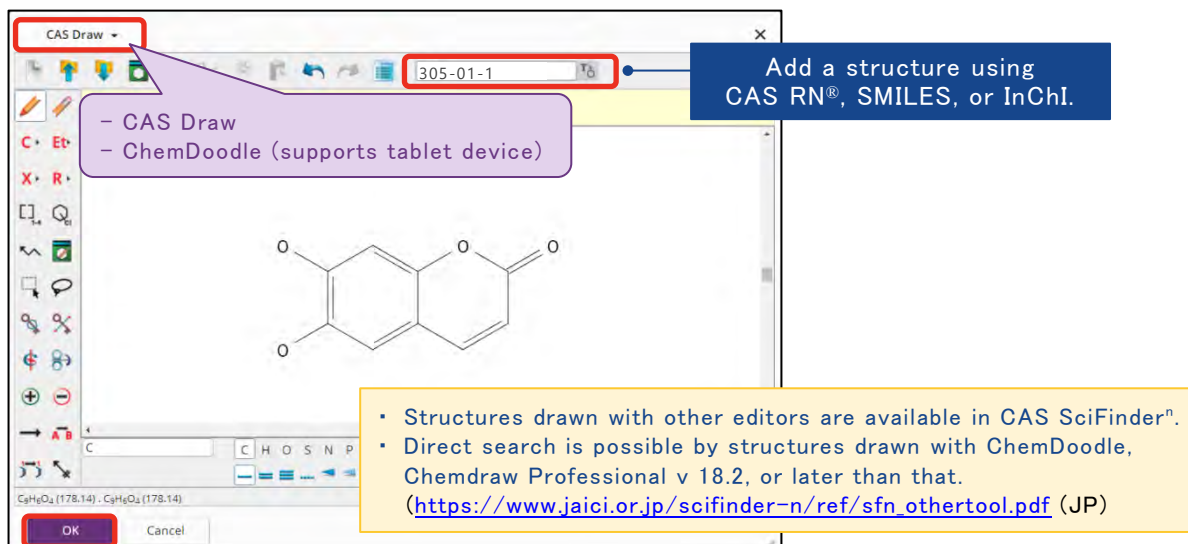 CAS Draw
×
305-01-1
Add a structure using
CAS RN®, SMILES, or InChI.
- CAS Draw
- ChemDoodle (supports tablet device)
C Et
X R
O O O
O
A B
C
C H O S N P
C₉H₆O₄ (178.14) . C₉H₆O₄ (178.14)
OK Cancel
・ Structures drawn with other editors are available in CAS SciFinderⁿ.
・ Direct search is possible by structures drawn with ChemDoodle,
Chemdraw Professional v 18.2, or later than that.
(https://www.jaici.or.jp/scifinder-n/ref/sfn_othertool.pdf (JP)